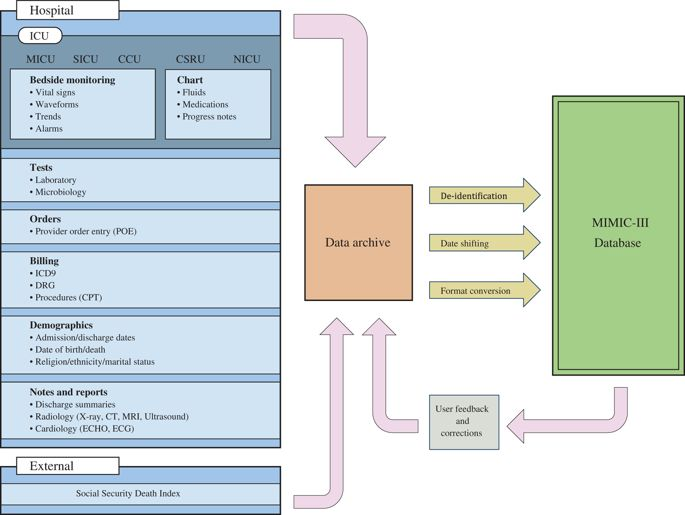 Hospital
ICU
MICU SICU CCU CSRU NICU
Bedside monitoring
• Vital signs
• Waveforms
• Trends
• Alarms
Chart
• Fluids
• Medications
• Progress notes
Tests
• Laboratory
• Microbiology
Orders
• Provider order entry (POE)
Billing
• ICD9
• DRG
• Procedures (CPT)
Demographics
• Admission/discharge dates
• Date of birth/death
• Religion/ethnicity/marital status
Notes and reports
• Discharge summaries
• Radiology (X-ray, CT, MRI, Ultrasound)
• Cardiology (ECHO, ECG)
External
Social Security Death Index
Data archive
De-identification
Date shifting
Format conversion
MIMIC-III
Database
User feedback
and
corrections